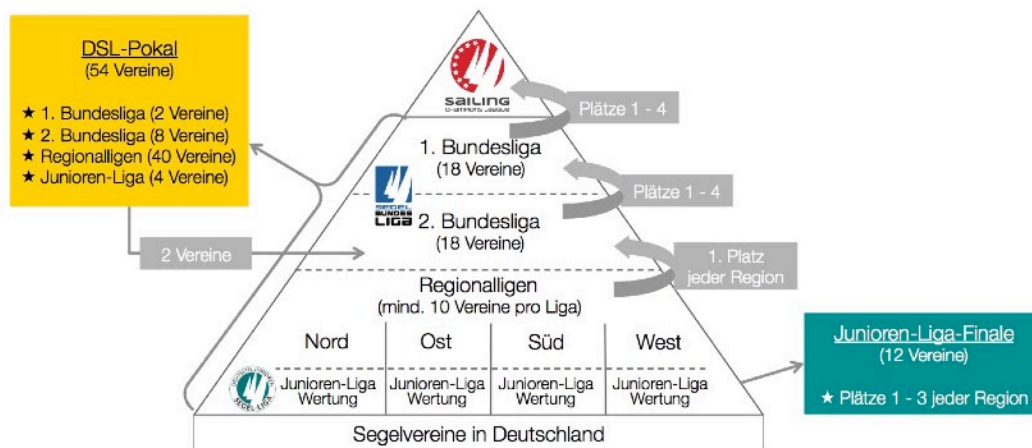 DSL-Pokal
(54 Vereine)
★ 1. Bundesliga (2 Vereine)
★ 2. Bundesliga (8 Vereine)
★ Regionalligen (40 Vereine)
★ Junioren-Liga (4 Vereine)
2 Vereine
SAILING
CHAMPIONS LEAGUE
Plätze 1 - 4
1. Bundesliga
(18 Vereine)
SEGEL
BUNDES
LIGA
Plätze 1 - 4
2. Bundesliga
(18 Vereine)
1. Platz
jeder Region
Regionalligen
(mind. 10 Vereine pro Liga)
Nord
Ost
Süd
West
Junioren-Liga
Wertung
Junioren-Liga
Wertung
Junioren-Liga
Wertung
Junioren-Liga
Wertung
SEGEL-LIGA
Segelvereine in Deutschland
Junioren-Liga-Finale
(12 Vereine)
★ Plätze 1 - 3 jeder Region